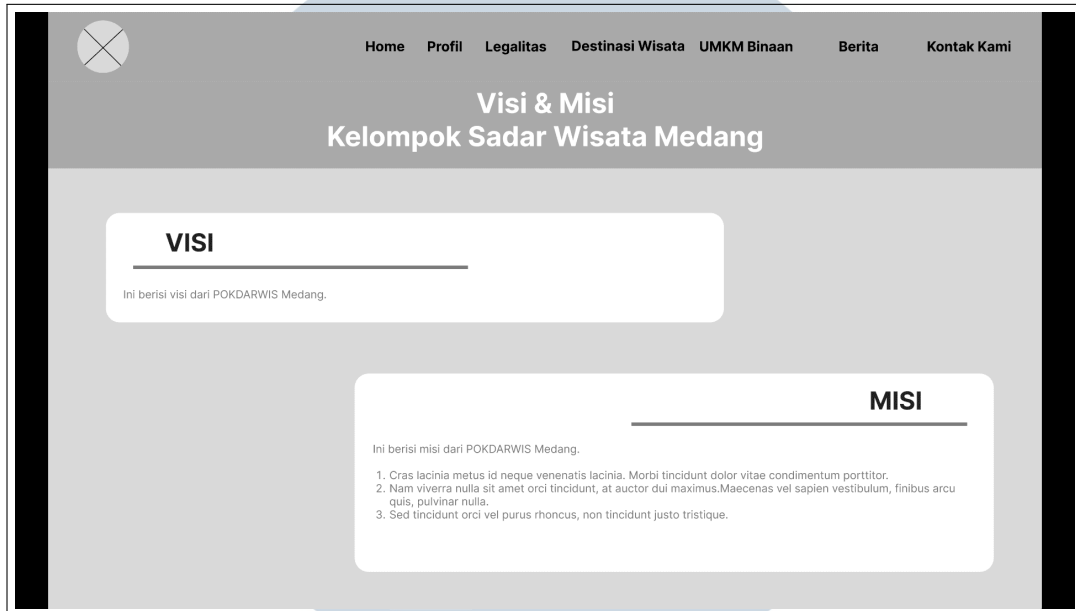 Home Profil Legalitas Destinasi Wisata UMKM Binaan Berita Kontak Kami
Visi & Misi
Kelompok Sadar Wisata Medang
VISI
Ini berisi visi dari POKDARWIS Medang.
MISI
Ini berisi misi dari POKDARWIS Medang.
1. Cras lacinia metus id neque venenatis lacinia. Morbi tincidunt dolor vitae condimentum porttitor.
2. Nam viverra nulla sit amet orci tincidunt, at auctor dui maximus.Maecenas vel sapien vestibulum, finibus arcu
quis, pulvinar nulla.
3. Sed tincidunt orci vel purus rhoncus, non tincidunt justo tristique.